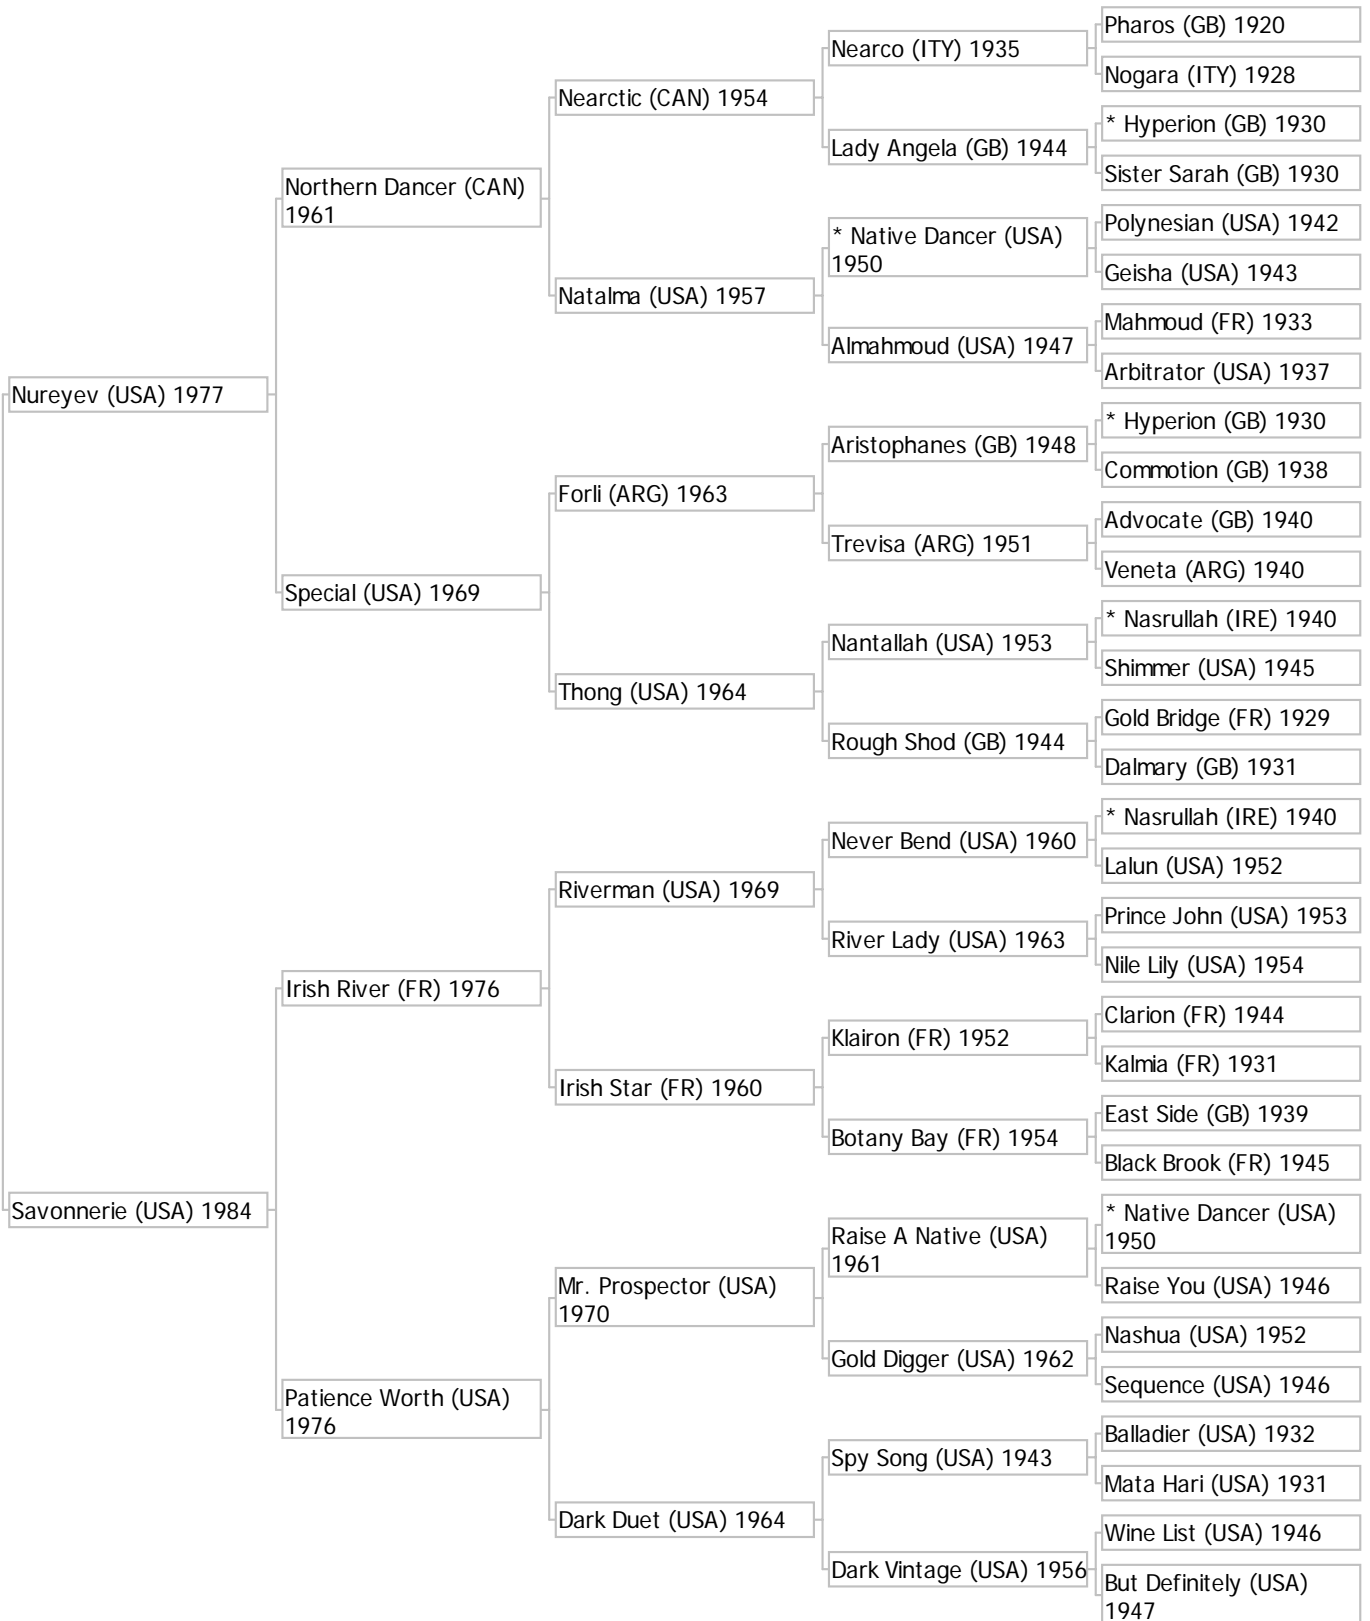 Pharos (GB) 1920
Nearco (ITY) 1935
Nogara (ITY) 1928
Nearctic (CAN) 1954
* Hyperion (GB) 1930
Lady Angela (GB) 1944
Sister Sarah (GB) 1930
Northern Dancer (CAN)
1961
Polynesian (USA) 1942
* Native Dancer (USA)
1950
Geisha (USA) 1943
Natalma (USA) 1957
Mahmoud (FR) 1933
Almahmoud (USA) 1947
Arbitrator (USA) 1937
Nureyev (USA) 1977
* Hyperion (GB) 1930
Aristophanes (GB) 1948
Commotion (GB) 1938
Forli (ARG) 1963
Advocate (GB) 1940
Trevisa (ARG) 1951
Veneta (ARG) 1940
Special (USA) 1969
* Nasrullah (IRE) 1940
Nantallah (USA) 1953
Shimmer (USA) 1945
Thong (USA) 1964
Gold Bridge (FR) 1929
Rough Shod (GB) 1944
Dalmary (GB) 1931
* Nasrullah (IRE) 1940
Never Bend (USA) 1960
Lalun (USA) 1952
Riverman (USA) 1969
Prince John (USA) 1953
River Lady (USA) 1963
Nile Lily (USA) 1954
Irish River (FR) 1976
Clarion (FR) 1944
Klairon (FR) 1952
Kalmia (FR) 1931
Irish Star (FR) 1960
East Side (GB) 1939
Botany Bay (FR) 1954
Black Brook (FR) 1945
Savonnerie (USA) 1984
* Native Dancer (USA)
1950
Raise A Native (USA)
1961
Raise You (USA) 1946
Mr. Prospector (USA)
1970
Nashua (USA) 1952
Gold Digger (USA) 1962
Sequence (USA) 1946
Patience Worth (USA)
1976
Balladier (USA) 1932
Spy Song (USA) 1943
Mata Hari (USA) 1931
Dark Duet (USA) 1964
Wine List (USA) 1946
Dark Vintage (USA) 1956
But Definitely (USA)
1947